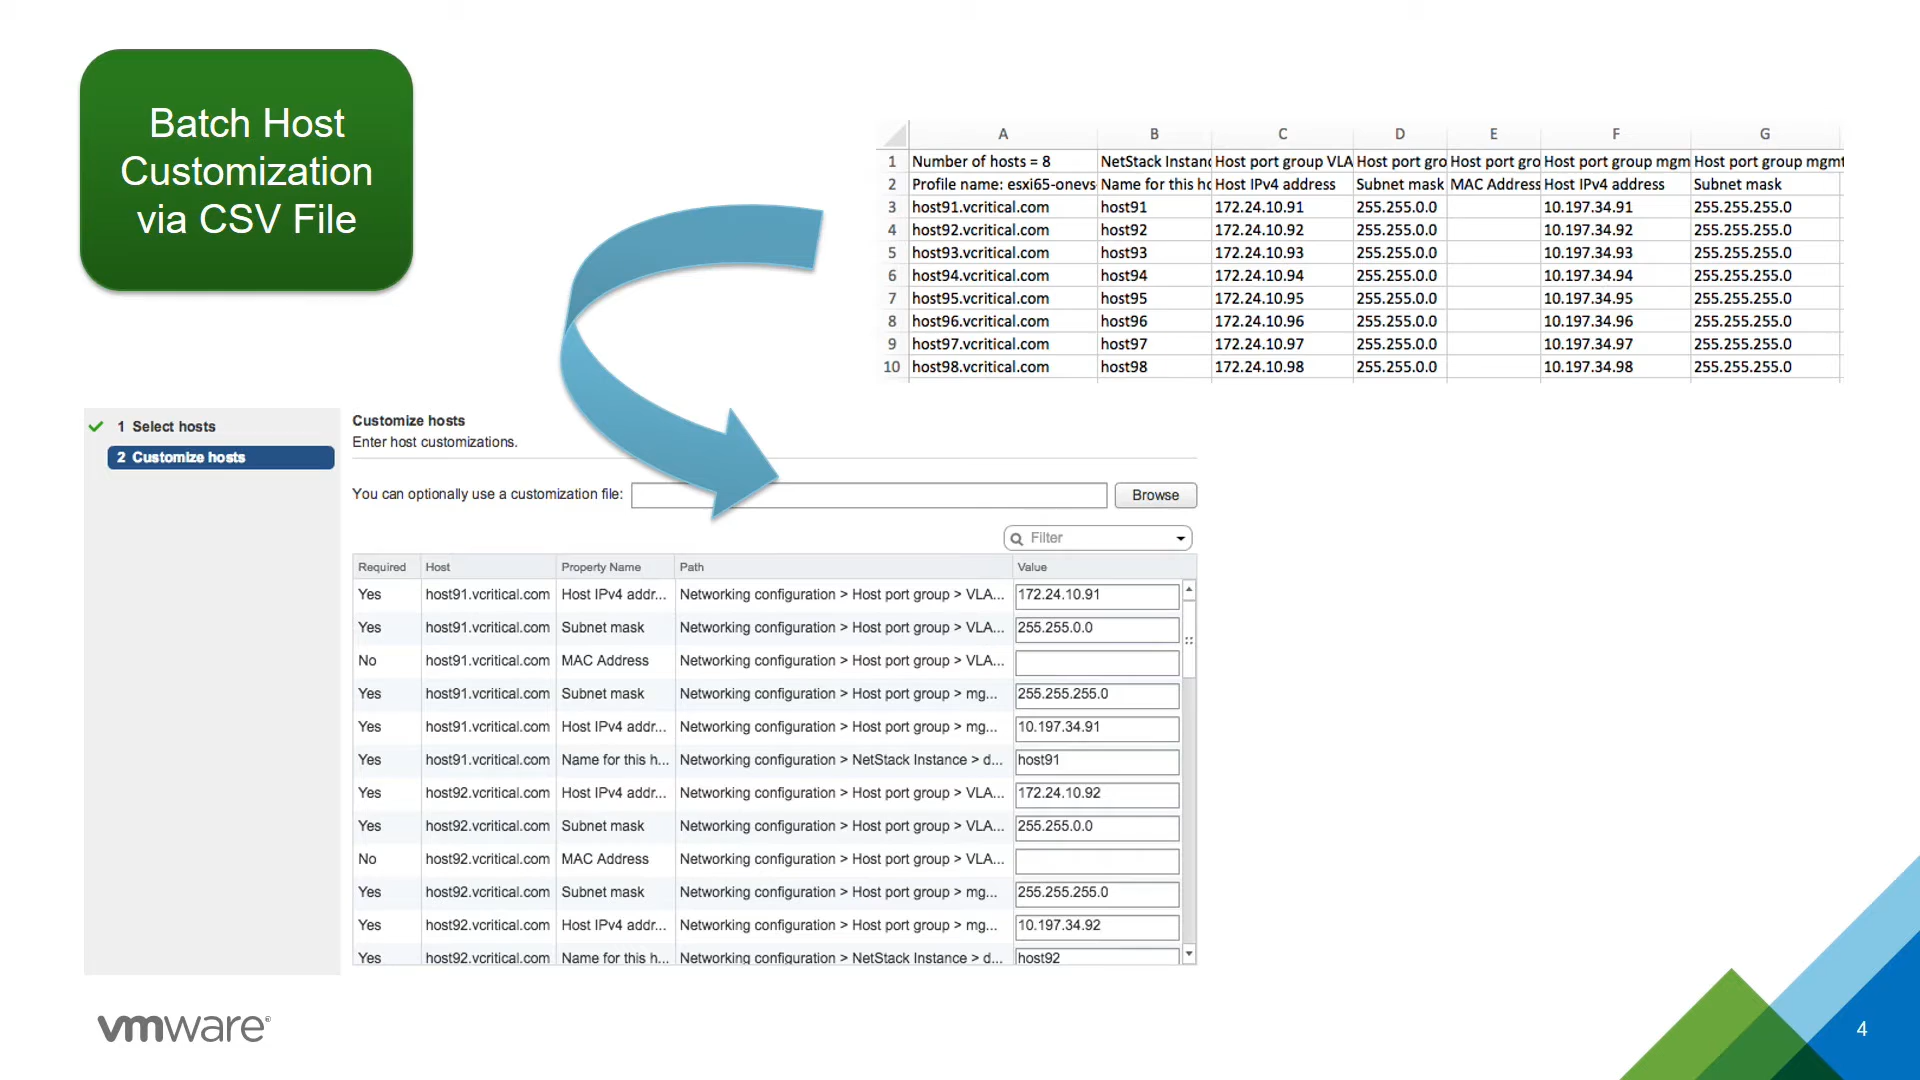 Batch Host
Customization
via CSV File
A B C D E F G
1 Number of hosts = 8 NetStack Instanc Host port group VLA Host port gro Host port gro Host port group mgm Host port group mgmt
2 Profile name: esxi65-onevs Name for this ho Host IPv4 address Subnet mask MAC Address Host IPv4 address Subnet mask
3 host91.vcritical.com host91 172.24.10.91 255.255.0.0 10.197.34.91 255.255.255.0
4 host92.vcritical.com host92 172.24.10.92 255.255.0.0 10.197.34.92 255.255.255.0
5 host93.vcritical.com host93 172.24.10.93 255.255.0.0 10.197.34.93 255.255.255.0
6 host94.vcritical.com host94 172.24.10.94 255.255.0.0 10.197.34.94 255.255.255.0
7 host95.vcritical.com host95 172.24.10.95 255.255.0.0 10.197.34.95 255.255.255.0
8 host96.vcritical.com host96 172.24.10.96 255.255.0.0 10.197.34.96 255.255.255.0
9 host97.vcritical.com host97 172.24.10.97 255.255.0.0 10.197.34.97 255.255.255.0
10 host98.vcritical.com host98 172.24.10.98 255.255.0.0 10.197.34.98 255.255.255.0
1 Select hosts
2 Customize hosts
Customize hosts
Enter host customizations.
You can optionally use a customization file: Browse
Filter
Required Host Property Name Path Value
Yes host91.vcritical.com Host IPv4 addr... Networking configuration > Host port group > VLA... 172.24.10.91
Yes host91.vcritical.com Subnet mask Networking configuration > Host port group > VLA... 255.255.0.0
No host91.vcritical.com MAC Address Networking configuration > Host port group > VLA...
Yes host91.vcritical.com Subnet mask Networking configuration > Host port group > mg... 255.255.255.0
Yes host91.vcritical.com Host IPv4 addr... Networking configuration > Host port group > mg... 10.197.34.91
Yes host91.vcritical.com Name for this h... Networking configuration > NetStack Instance > d... host91
Yes host92.vcritical.com Host IPv4 addr... Networking configuration > Host port group > VLA... 172.24.10.92
Yes host92.vcritical.com Subnet mask Networking configuration > Host port group > VLA... 255.255.0.0
No host92.vcritical.com MAC Address Networking configuration > Host port group > VLA...
Yes host92.vcritical.com Subnet mask Networking configuration > Host port group > mg... 255.255.255.0
Yes host92.vcritical.com Host IPv4 addr... Networking configuration > Host port group > mg... 10.197.34.92
Yes host92.vcritical.com Name for this h... Networking configuration > NetStack Instance > d... host92
vmware®
4